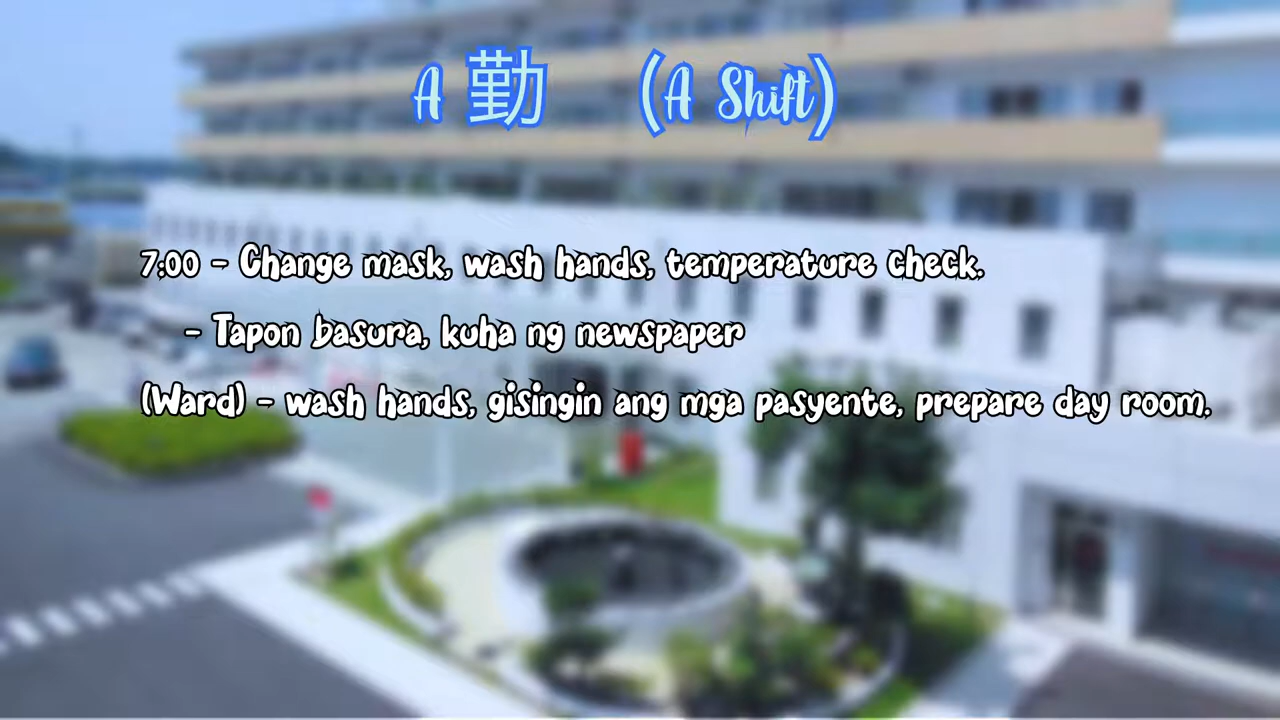 A 勤 (A Shift)
7:00 - Change mask, wash hands, temperature check.
- Tapon basura, kuha ng newspaper
(Ward) - wash hands, gisingin ang mga pasyente, prepare day room.